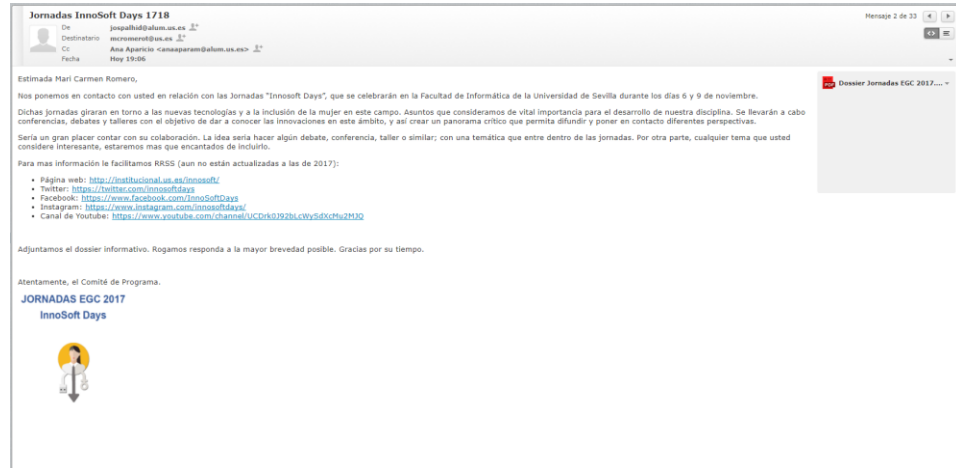 Jornadas InnoSoft Days 1718
Mensaje 2 de 33
De jospalhid@alum.us.es
Destinatario mcromerot@us.es
Cc Ana Aparicio <anaaparam@alum.us.es>
Fecha Hoy 19:06
Estimada Mari Carmen Romero,
Nos ponemos en contacto con usted en relación con las Jornadas "Innosoft Days", que se celebrarán en la Facultad de Informática de la Universidad de Sevilla durante los días 6 y 9 de noviembre.
Dichas jornadas giraran en torno a las nuevas tecnologías y a la inclusión de la mujer en este campo. Asuntos que consideramos de vital importancia para el desarrollo de nuestra disciplina. Se llevarán a cabo
conferencias, debates y talleres con el objetivo de dar a conocer las innovaciones en este ámbito, y así crear un panorama crítico que permita difundir y poner en contacto diferentes perspectivas.
Sería un gran placer contar con su colaboración. La idea sería hacer algún debate, conferencia, taller o similar; con una temática que entre dentro de las jornadas. Por otra parte, cualquier tema que usted
considere interesante, estaremos mas que encantados de incluirlo.
Para mas información le facilitamos RRSS (aun no están actualizadas a las de 2017):
• Página web: http://institucional.us.es/innosoft/
• Twitter: https://twitter.com/innosoftdays
• Facebook: https://www.facebook.com/InnoSoftDays
• Instagram: https://www.instagram.com/innosoftdays/
• Canal de Youtube: https://www.youtube.com/channel/UCDrk0J92bLcWy5dXcMu2MJQ
Adjuntamos el dossier informativo. Rogamos responda a la mayor brevedad posible. Gracias por su tiempo.
Atentamente, el Comité de Programa.
JORNADAS EGC 2017
InnoSoft Days
PDF Dossier Jornadas EGC 2017....